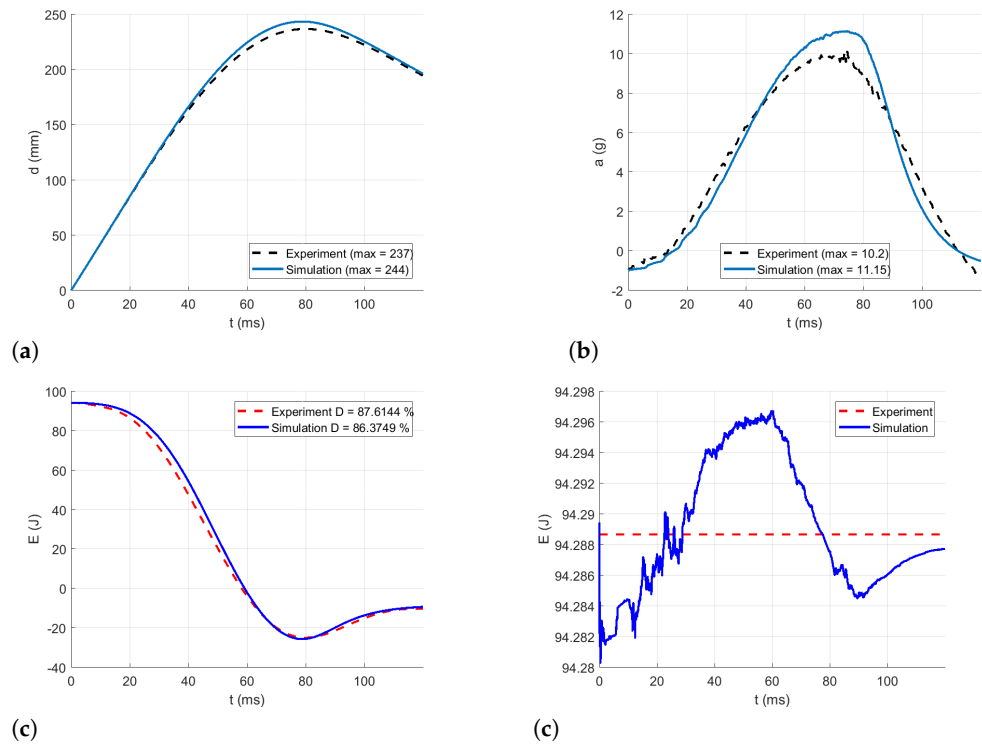 250
200
150
100
50
0
d (mm)
0 20 40 60 80 100
t (ms)
Experiment (max = 237)
Simulation (max = 244)
(a)
12
10
8
6
4
2
0
-2
a (g)
0 20 40 60 80 100
t (ms)
Experiment (max = 10.2)
Simulation (max = 11.15)
(b)
100
80
60
40
20
0
-20
-40
E (J)
0 20 40 60 80 100
t (ms)
Experiment D = 87.6144 %
Simulation D = 86.3749 %
(c)
94.298
94.296
94.294
94.292
94.29
94.288
94.286
94.284
94.282
94.28
E (J)
0 20 40 60 80 100
t (ms)
Experiment
Simulation
(c)